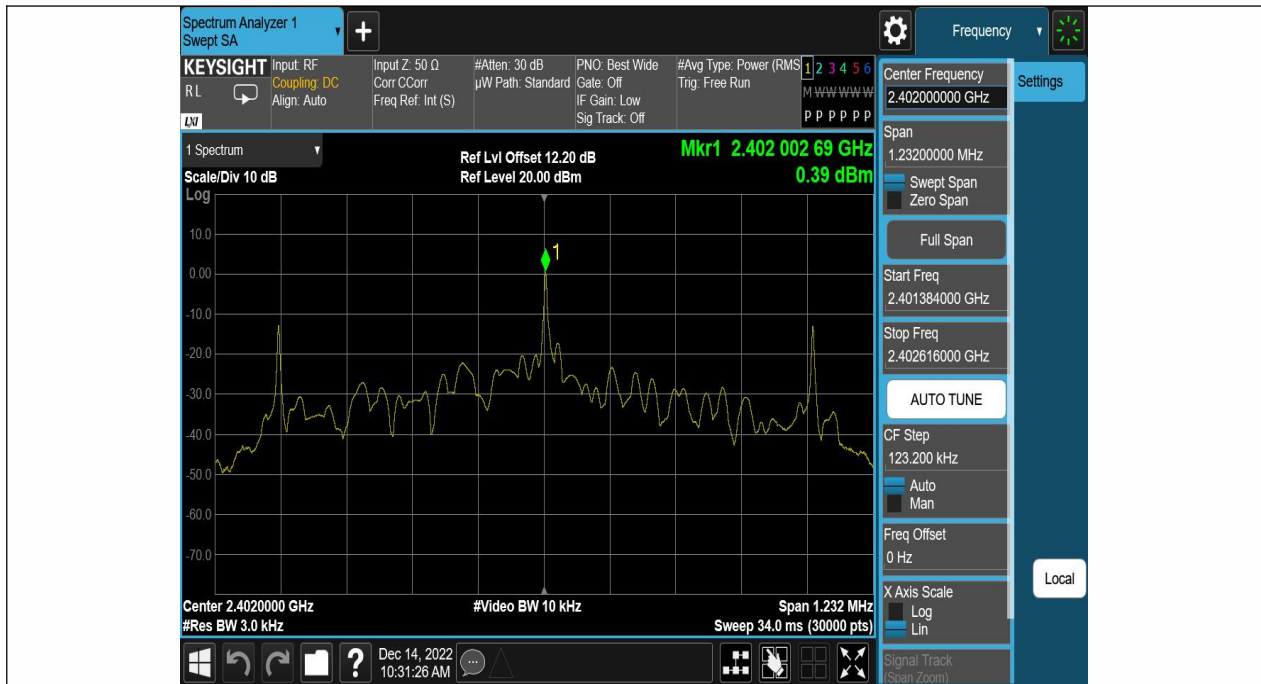 Spectrum Analyzer 1
Swept SA
+
Frequency
KEYSIGHT
R L
LXI
Input: RF
Coupling: DC
Align: Auto
Input Z: 50 Ω
Corr CCorr
Freq Ref: Int (S)
#Atten: 30 dB
µW Path: Standard
PNO: Best Wide
Gate: Off
IF Gain: Low
Sig Track: Off
#Avg Type: Power (RMS
Trig: Free Run
1 2 3 4 5 6
M W W W W W
P P P P P P
1 Spectrum
Scale/Div 10 dB
Log
Ref Lvl Offset 12.20 dB
Ref Level 20.00 dBm
Mkr1 2.402 002 69 GHz
0.39 dBm
1
10.0
0.00
-10.0
-20.0
-30.0
-40.0
-50.0
-60.0
-70.0
Center 2.4020000 GHz
#Res BW 3.0 kHz
#Video BW 10 kHz
Span 1.232 MHz
Sweep 34.0 ms (30000 pts)
?
Dec 14, 2022
10:31:26 AM
Center Frequency
2.402000000 GHz
Span
1.23200000 MHz
Swept Span
Zero Span
Full Span
Start Freq
2.401384000 GHz
Stop Freq
2.402616000 GHz
AUTO TUNE
CF Step
123.200 kHz
Auto
Man
Freq Offset
0 Hz
X Axis Scale
Log
Lin
Signal Track
(Span Zoom)
Settings
Local